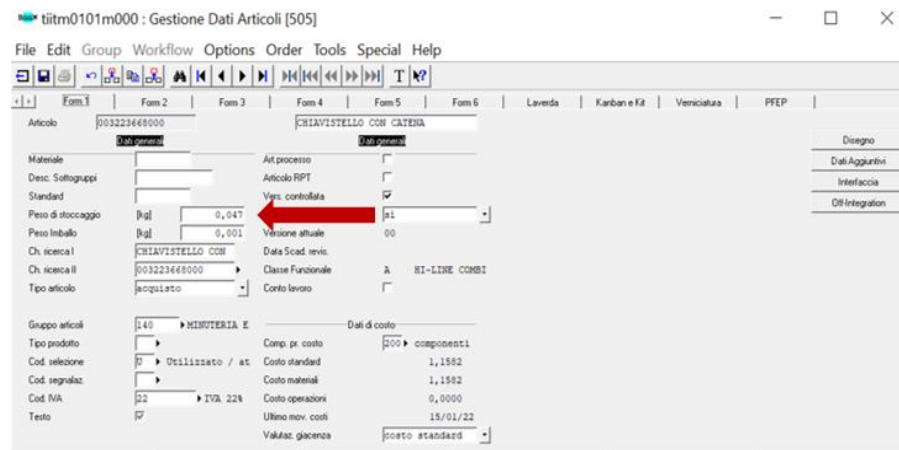 tiitm0101m000 : Gestione Dati Articoli [505]
File Edit Group Workflow Options Order Tools Special Help
T
Form 1 Form 2 Form 3 Form 4 Form 5 Form 6 Laverda Kanban e Kit Verniciatura PFEP
Articolo 003223668000 CHIAVISTELLO CON CATENA
Dati generali Dati generali Disegno
Materiale Art.processo Dati Aggiuntivi
Desc. Sottogruppi Articolo RPT Interfaccia
Standard Vers. controllata Off-Integration
Peso di stoccaggio [kg] 0,047 si
Peso Imballo [kg] 0,001 Versione attuale 00
Ch. ricerca I CHIAVISTELLO CON Data Scad. revis.
Ch. ricerca II 003223668000 Classe Funzionale A HI-LINE COMBI
Tipo articolo acquisto Conto lavoro
Gruppo articoli 140 MINUTERIA E Dati di costo
Tipo prodotto Comp. pr. costo 200 componenti
Cod. selezione U Utilizzato / at Costo standard 1,1582
Cod. segnalaz. Costo materiali 1,1582
Cod. IVA 22 IVA 22% Costo operazioni 0,0000
Testo Ultimo mov. costi 15/01/22
Valutaz. giacenza costo standard